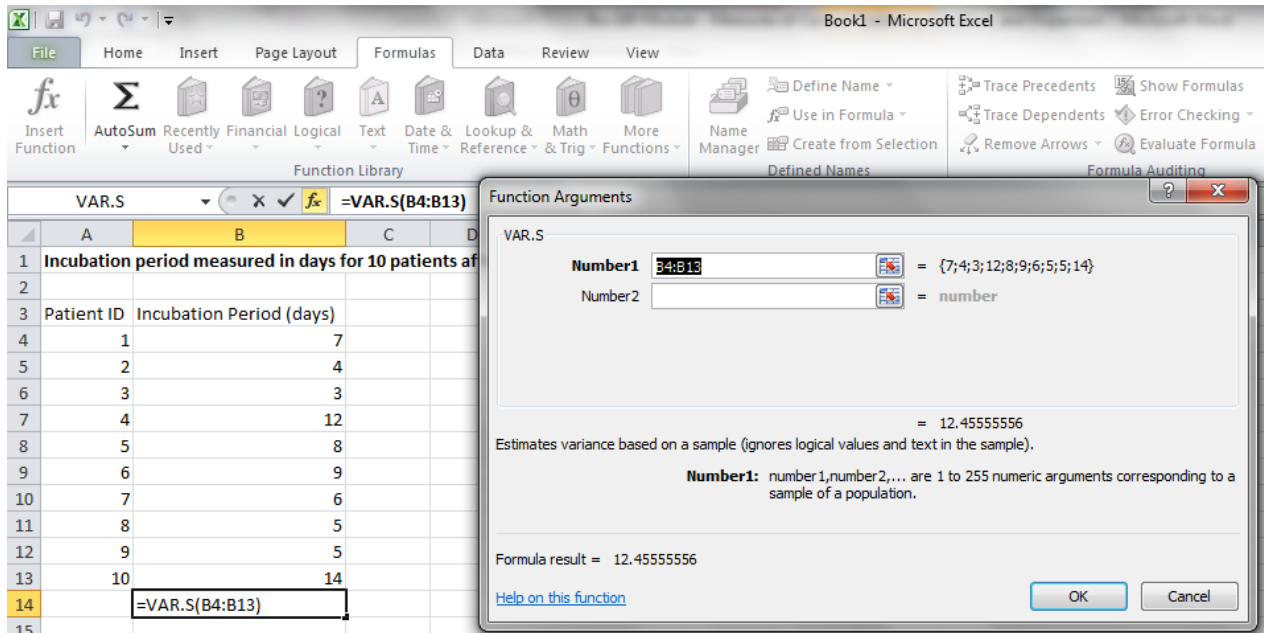 Book1 - Microsoft Excel
File Home Insert Page Layout Formulas Data Review View
fx Insert Function
Σ AutoSum
Recently Used
Financial
Logical
Text
Date & Time
Lookup & Reference
Math & Trig
More Functions
Function Library
Name Manager
Define Name
Use in Formula
Create from Selection
Defined Names
Trace Precedents
Trace Dependents
Remove Arrows
Show Formulas
Error Checking
Evaluate Formula
Formula Auditing
VAR.S fx =VAR.S(B4:B13)
A B C D
1 Incubation period measured in days for 10 patients af
2
3 Patient ID Incubation Period (days)
4 1 7
5 2 4
6 3 3
7 4 12
8 5 8
9 6 9
10 7 6
11 8 5
12 9 5
13 10 14
14 =VAR.S(B4:B13)
15
Function Arguments
VAR.S
Number1 B4:B13 = {7;4;3;12;8;9;6;5;5;14}
Number2 = number
= 12.45555556
Estimates variance based on a sample (ignores logical values and text in the sample).
Number1: number1,number2,... are 1 to 255 numeric arguments corresponding to a
sample of a population.
Formula result = 12.45555556
Help on this function
OK Cancel